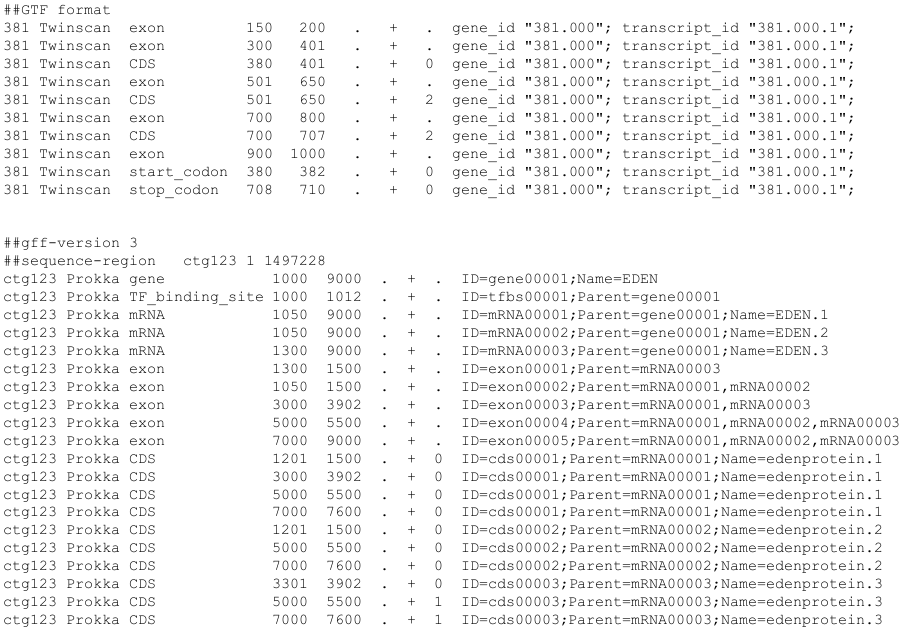 ##GTF format
381 Twinscan  exon         150   200   .   +   .  gene_id "381.000"; transcript_id "381.000.1";
381 Twinscan  exon         300   401   .   +   .  gene_id "381.000"; transcript_id "381.000.1";
381 Twinscan  CDS          380   401   .   +   0  gene_id "381.000"; transcript_id "381.000.1";
381 Twinscan  exon         501   650   .   +   .  gene_id "381.000"; transcript_id "381.000.1";
381 Twinscan  CDS          501   650   .   +   2  gene_id "381.000"; transcript_id "381.000.1";
381 Twinscan  exon         700   800   .   +   .  gene_id "381.000"; transcript_id "381.000.1";
381 Twinscan  CDS          700   707   .   +   2  gene_id "381.000"; transcript_id "381.000.1";
381 Twinscan  exon         900  1000   .   +   .  gene_id "381.000"; transcript_id "381.000.1";
381 Twinscan  start_codon  380   382   .   +   0  gene_id "381.000"; transcript_id "381.000.1";
381 Twinscan  stop_codon   708   710   .   +   0  gene_id "381.000"; transcript_id "381.000.1";
##gff-version 3
##sequence-region   ctg123 1 1497228
ctg123 Prokka gene            1000  9000  .  +  .  ID=gene00001;Name=EDEN
ctg123 Prokka TF_binding_site 1000  1012  .  +  .  ID=tfbs00001;Parent=gene00001
ctg123 Prokka mRNA            1050  9000  .  +  .  ID=mRNA00001;Parent=gene00001;Name=EDEN.1
ctg123 Prokka mRNA            1050  9000  .  +  .  ID=mRNA00002;Parent=gene00001;Name=EDEN.2
ctg123 Prokka mRNA            1300  9000  .  +  .  ID=mRNA00003;Parent=gene00001;Name=EDEN.3
ctg123 Prokka exon            1300  1500  .  +  .  ID=exon00001;Parent=mRNA00003
ctg123 Prokka exon            1050  1500  .  +  .  ID=exon00002;Parent=mRNA00001,mRNA00002
ctg123 Prokka exon            3000  3902  .  +  .  ID=exon00003;Parent=mRNA00001,mRNA00003
ctg123 Prokka exon            5000  5500  .  +  .  ID=exon00004;Parent=mRNA00001,mRNA00002,mRNA00003
ctg123 Prokka exon            7000  9000  .  +  .  ID=exon00005;Parent=mRNA00001,mRNA00002,mRNA00003
ctg123 Prokka CDS             1201  1500  .  +  0  ID=cds00001;Parent=mRNA00001;Name=edenprotein.1
ctg123 Prokka CDS             3000  3902  .  +  0  ID=cds00001;Parent=mRNA00001;Name=edenprotein.1
ctg123 Prokka CDS             5000  5500  .  +  0  ID=cds00001;Parent=mRNA00001;Name=edenprotein.1
ctg123 Prokka CDS             7000  7600  .  +  0  ID=cds00001;Parent=mRNA00001;Name=edenprotein.1
ctg123 Prokka CDS             1201  1500  .  +  0  ID=cds00002;Parent=mRNA00002;Name=edenprotein.2
ctg123 Prokka CDS             5000  5500  .  +  0  ID=cds00002;Parent=mRNA00002;Name=edenprotein.2
ctg123 Prokka CDS             7000  7600  .  +  0  ID=cds00002;Parent=mRNA00002;Name=edenprotein.2
ctg123 Prokka CDS             3301  3902  .  +  0  ID=cds00003;Parent=mRNA00003;Name=edenprotein.3
ctg123 Prokka CDS             5000  5500  .  +  1  ID=cds00003;Parent=mRNA00003;Name=edenprotein.3
ctg123 Prokka CDS             7000  7600  .  +  1  ID=cds00003;Parent=mRNA00003;Name=edenprotein.3